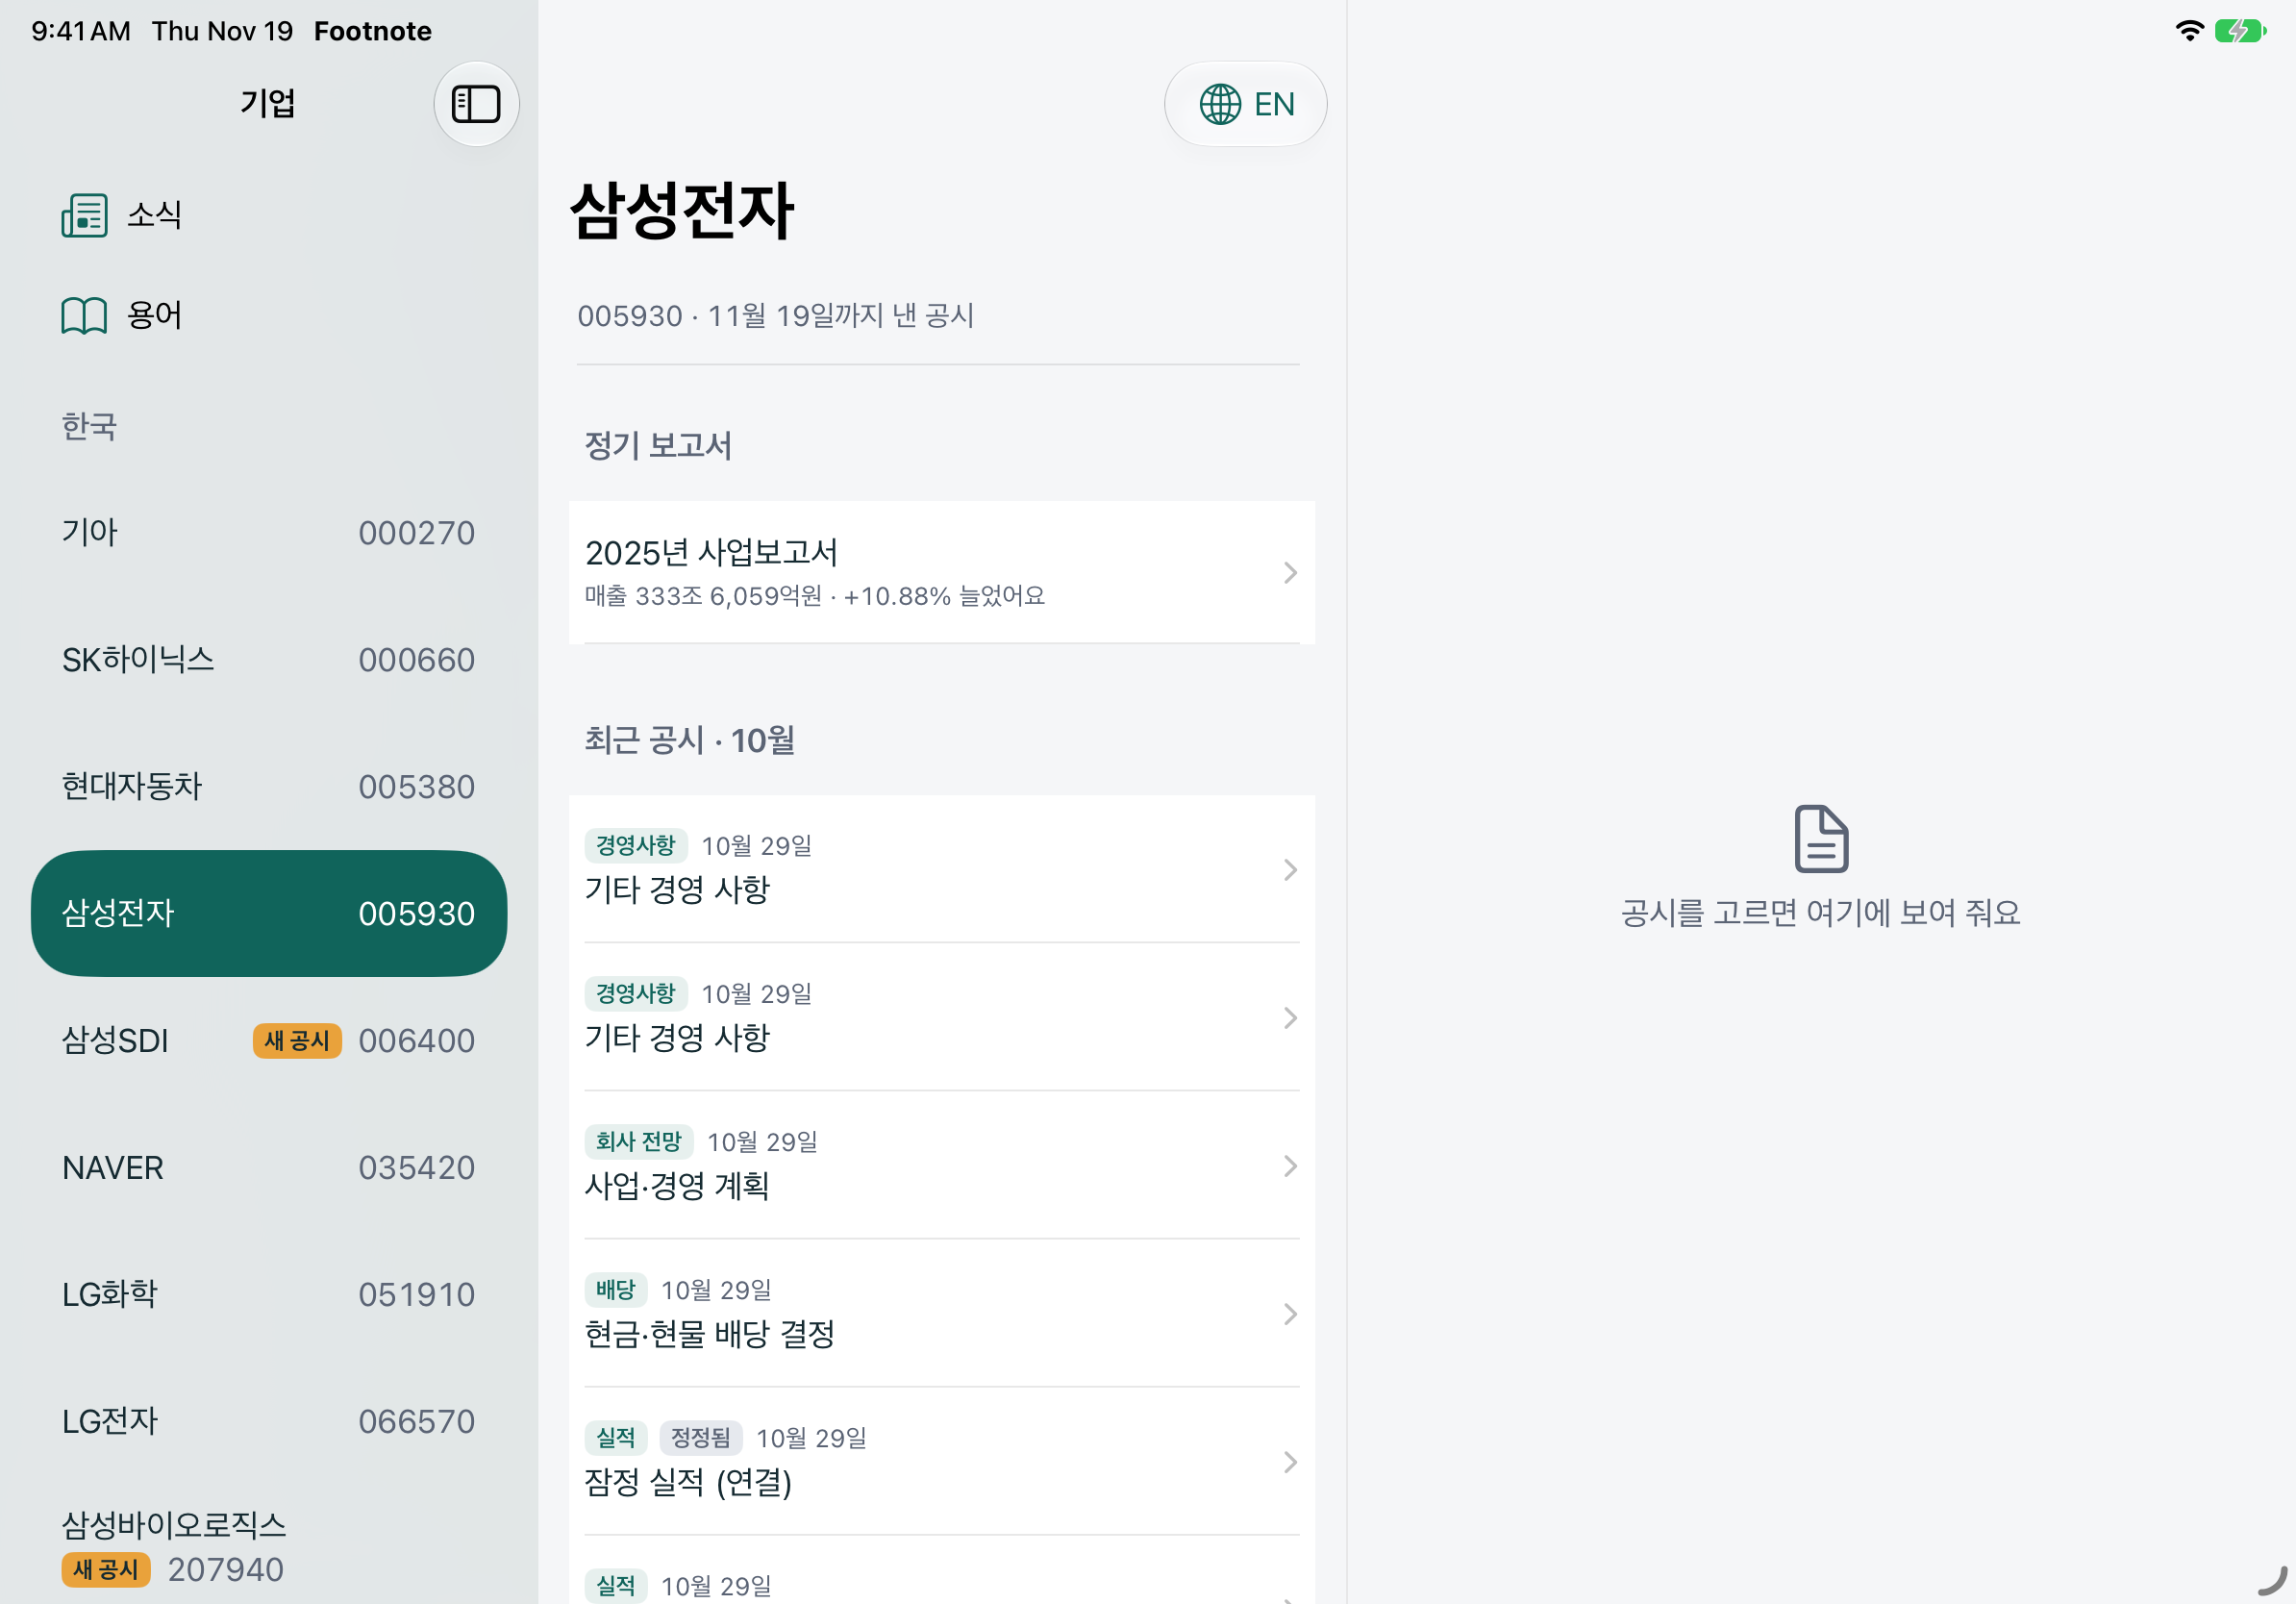 9:41 AM Thu Nov 19 Footnote
기업
소식
용어
한국
기아 000270
SK하이닉스 000660
현대자동차 005380
삼성전자 005930
삼성SDI 새 공시 006400
NAVER 035420
LG화학 051910
LG전자 066570
삼성바이오로직스
새 공시 207940
EN
삼성전자
005930 · 11월 19일까지 낸 공시
정기 보고서
2025년 사업보고서
매출 333조 6,059억원 · +10.88% 늘었어요
최근 공시 · 10월
경영사항 10월 29일
기타 경영 사항
경영사항 10월 29일
기타 경영 사항
회사 전망 10월 29일
사업·경영 계획
배당 10월 29일
현금·현물 배당 결정
실적 정정됨 10월 29일
잠정 실적 (연결)
실적 10월 29일
공시를 고르면 여기에 보여 줘요